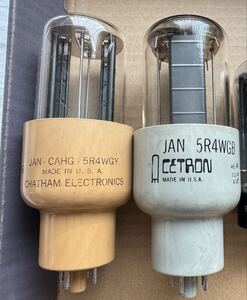 JAN-CAHG-5R4WGY
MADE IN U.S.A.
CHATHAM ELECTRONICS
JAN 5R4WGB
CETRON
MADE IN U.S.A.